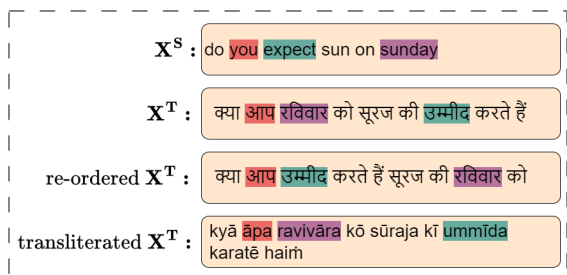 X^S : do you expect sun on sunday
X^T : क्या आप रविवार को सूरज की उम्मीद करते हैं
re-ordered X^T : क्या आप उम्मीद करते हैं सूरज की रविवार को
transliterated X^T : kyā āpa ravivāra kō sūraja kī ummīda
karatē haiṁ